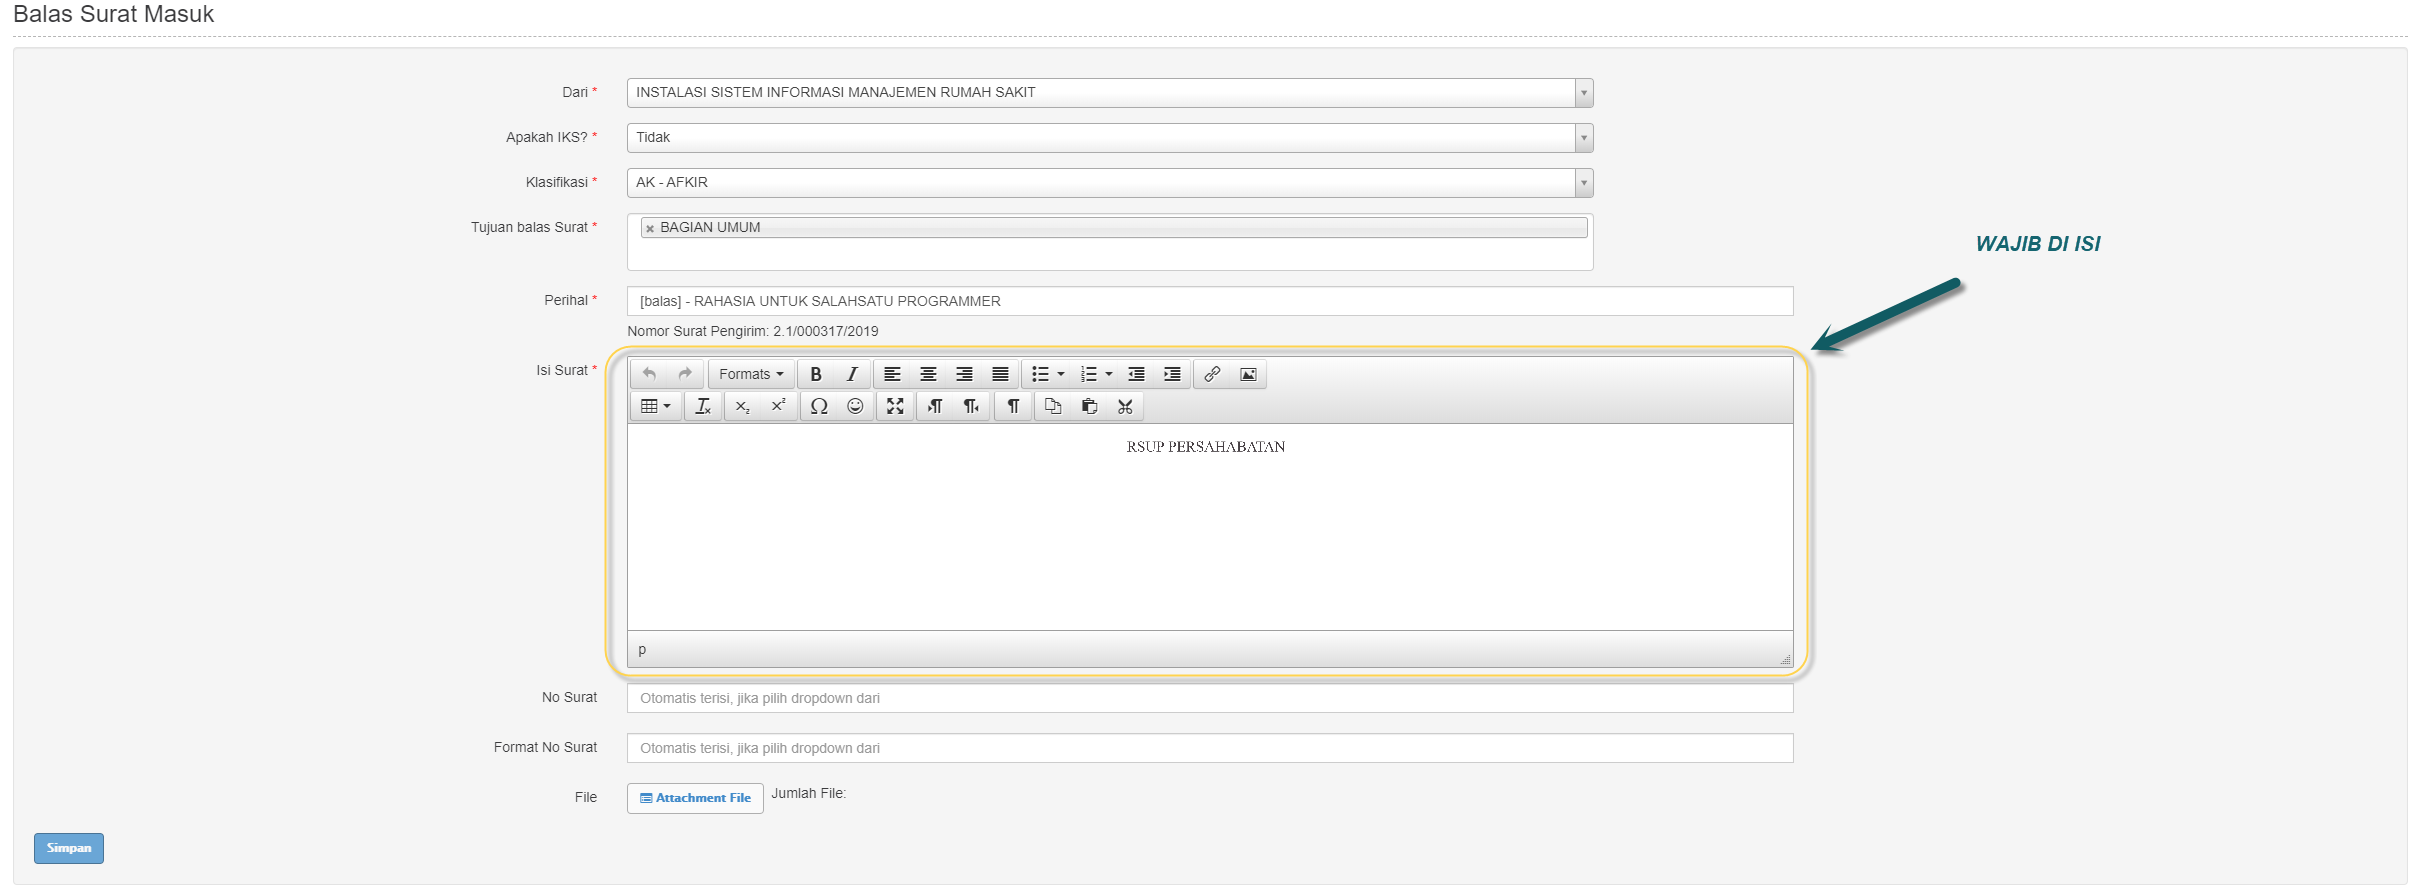 Balas Surat Masuk
Dari *
INSTALASI SISTEM INFORMASI MANAJEMEN RUMAH SAKIT
Apakah IKS? *
Tidak
Klasifikasi *
AK - AFKIR
Tujuan balas Surat *
× BAGIAN UMUM
WAJIB DI ISI
Perihal *
[balas] - RAHASIA UNTUK SALAHSATU PROGRAMMER
Nomor Surat Pengirim: 2.1/000317/2019
Isi Surat *
Formats
RSUP PERSAHABATAN
p
No Surat
Otomatis terisi, jika pilih dropdown dari
Format No Surat
Otomatis terisi, jika pilih dropdown dari
File
Attachment File
Jumlah File:
Simpan